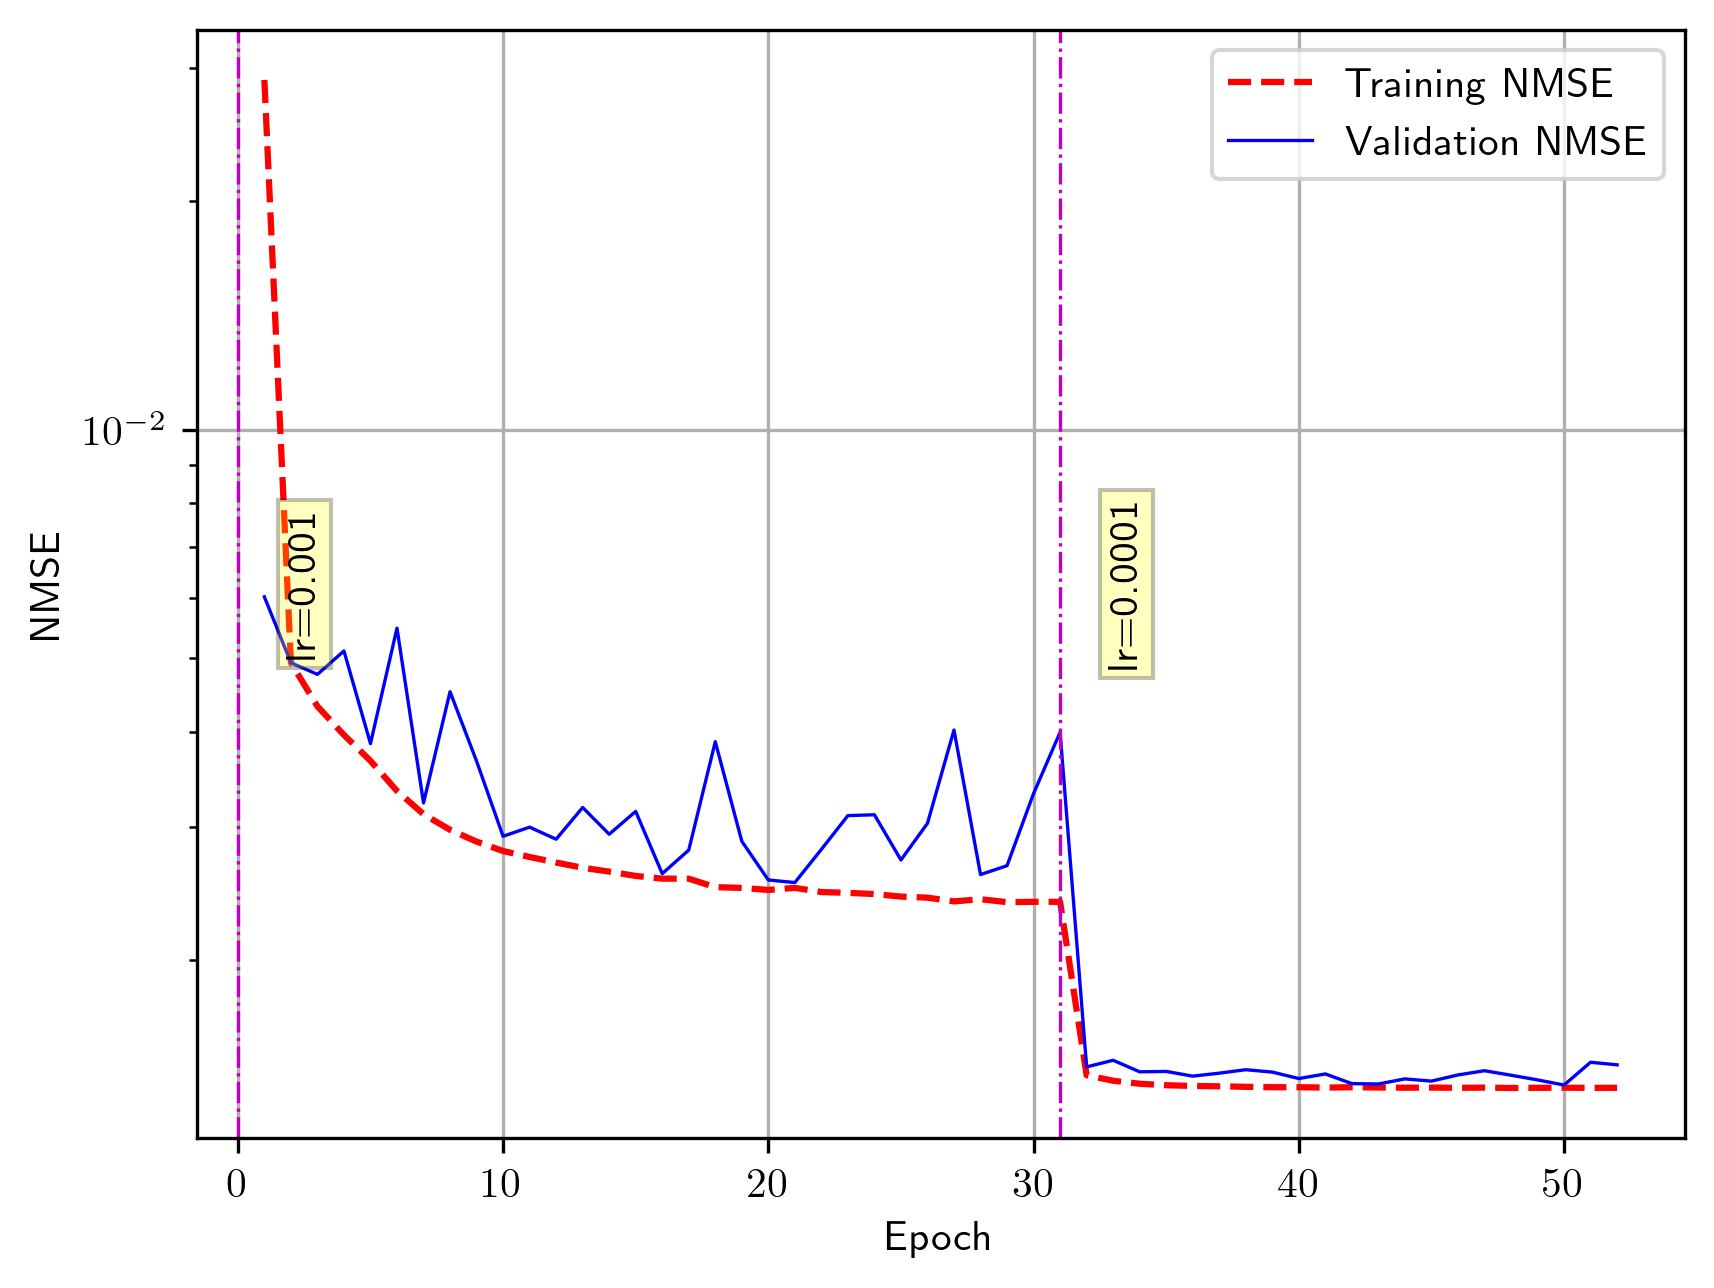 Training NMSE
Validation NMSE
10⁻²
NMSE
lr=0.001
lr=0.0001
0 10 20 30 40 50
Epoch